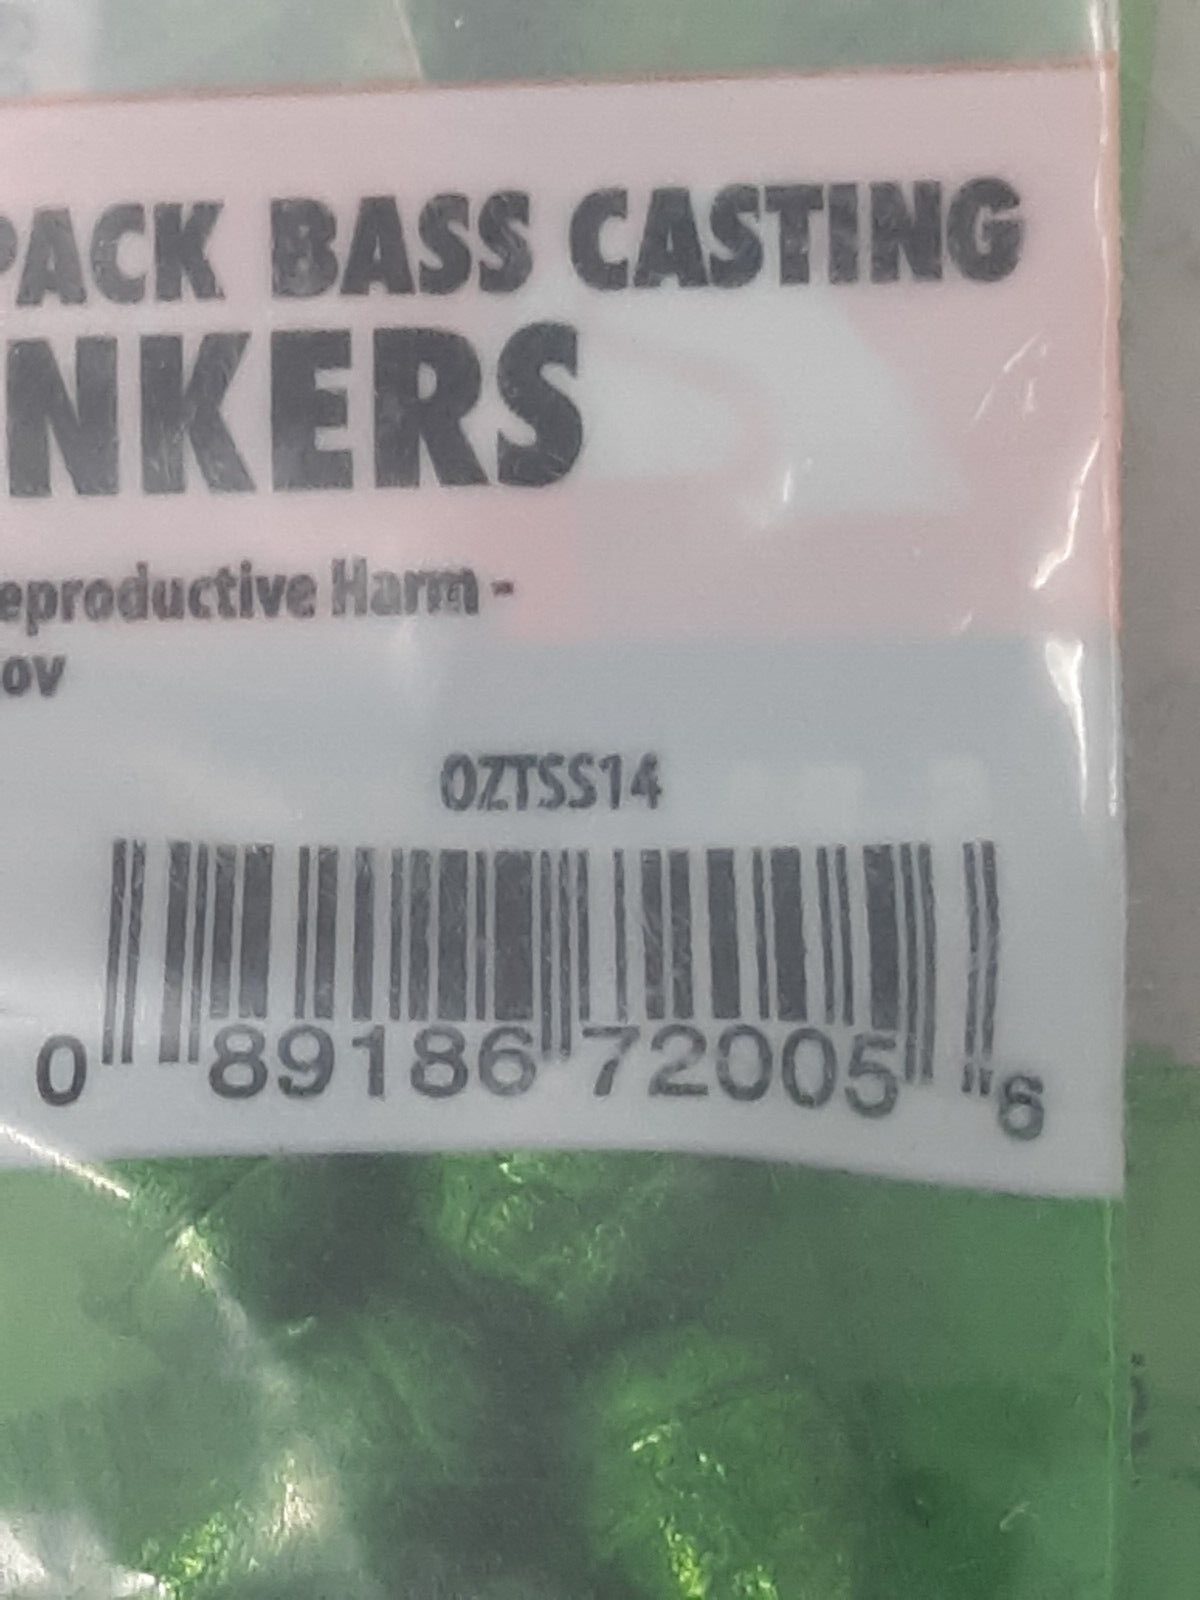 PACK BASS CASTING
NKERS
eproductive Harm -
ov
OZTSS14
0 89186 72005 6